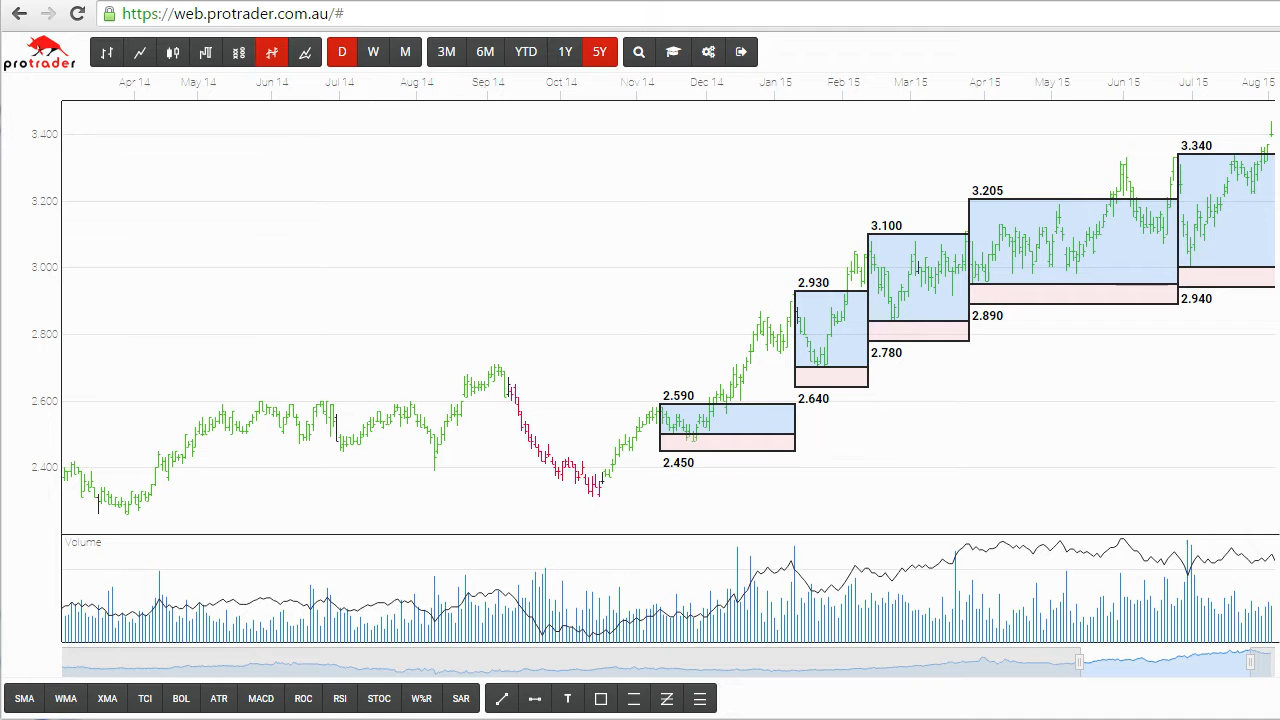 https://web.protrader.com.au/#
protrader
D W M 3M 6M YTD 1Y 5Y
Apr 14 May 14 Jun 14 Jul 14 Aug 14 Sep 14 Oct 14 Nov 14 Dec 14 Jan 15 Feb 15 Mar 15 Apr 15 May 15 Jun 15 Jul 15 Aug 15
3.400
3.340
3.205
3.200
3.100
3.000
2.930
2.940
2.890
2.800
2.780
2.640
2.600
2.590
2.450
2.400
Volume
SMA WMA XMA TCI BOL ATR MACD ROC RSI STOC W%R SAR T